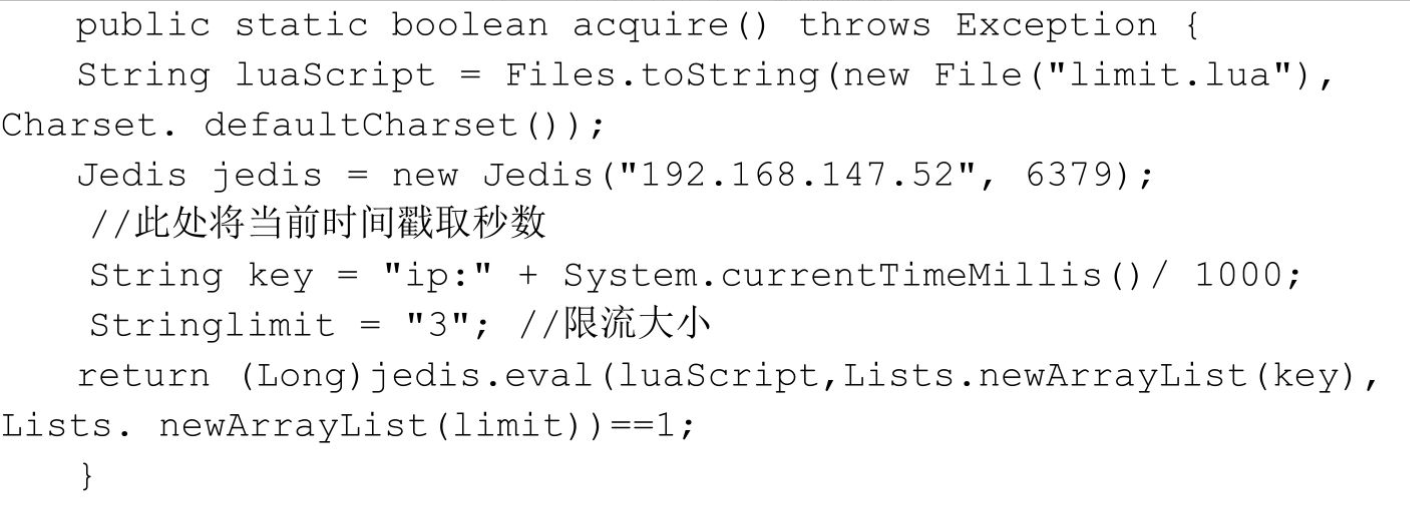 public static boolean acquire() throws Exception {
String luaScript = Files.toString(new File("limit.lua"),
Charset. defaultCharset());
Jedis jedis = new Jedis("192.168.147.52", 6379);
//此处将当前时间戳取秒数
String key = "ip:" + System.currentTimeMillis()/ 1000;
Stringlimit = "3"; //限流大小
return (Long)jedis.eval(luaScript,Lists.newArrayList(key),
Lists. newArrayList(limit))==1;
}